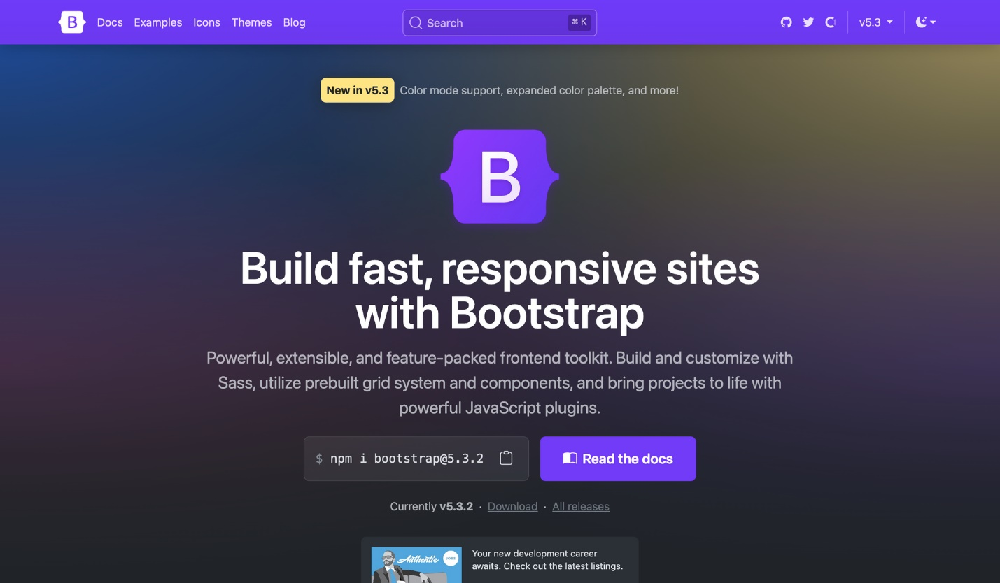 B Docs Examples Icons Themes Blog Search ⌘ K v5.3
New in v5.3 Color mode support, expanded color palette, and more!
B
Build fast, responsive sites
with Bootstrap
Powerful, extensible, and feature-packed frontend toolkit. Build and customize with
Sass, utilize prebuilt grid system and components, and bring projects to life with
powerful JavaScript plugins.
$ npm i bootstrap@5.3.2 Read the docs
Currently v5.3.2 · Download · All releases
Authentic JOBS
Your new development career
awaits. Check out the latest listings.